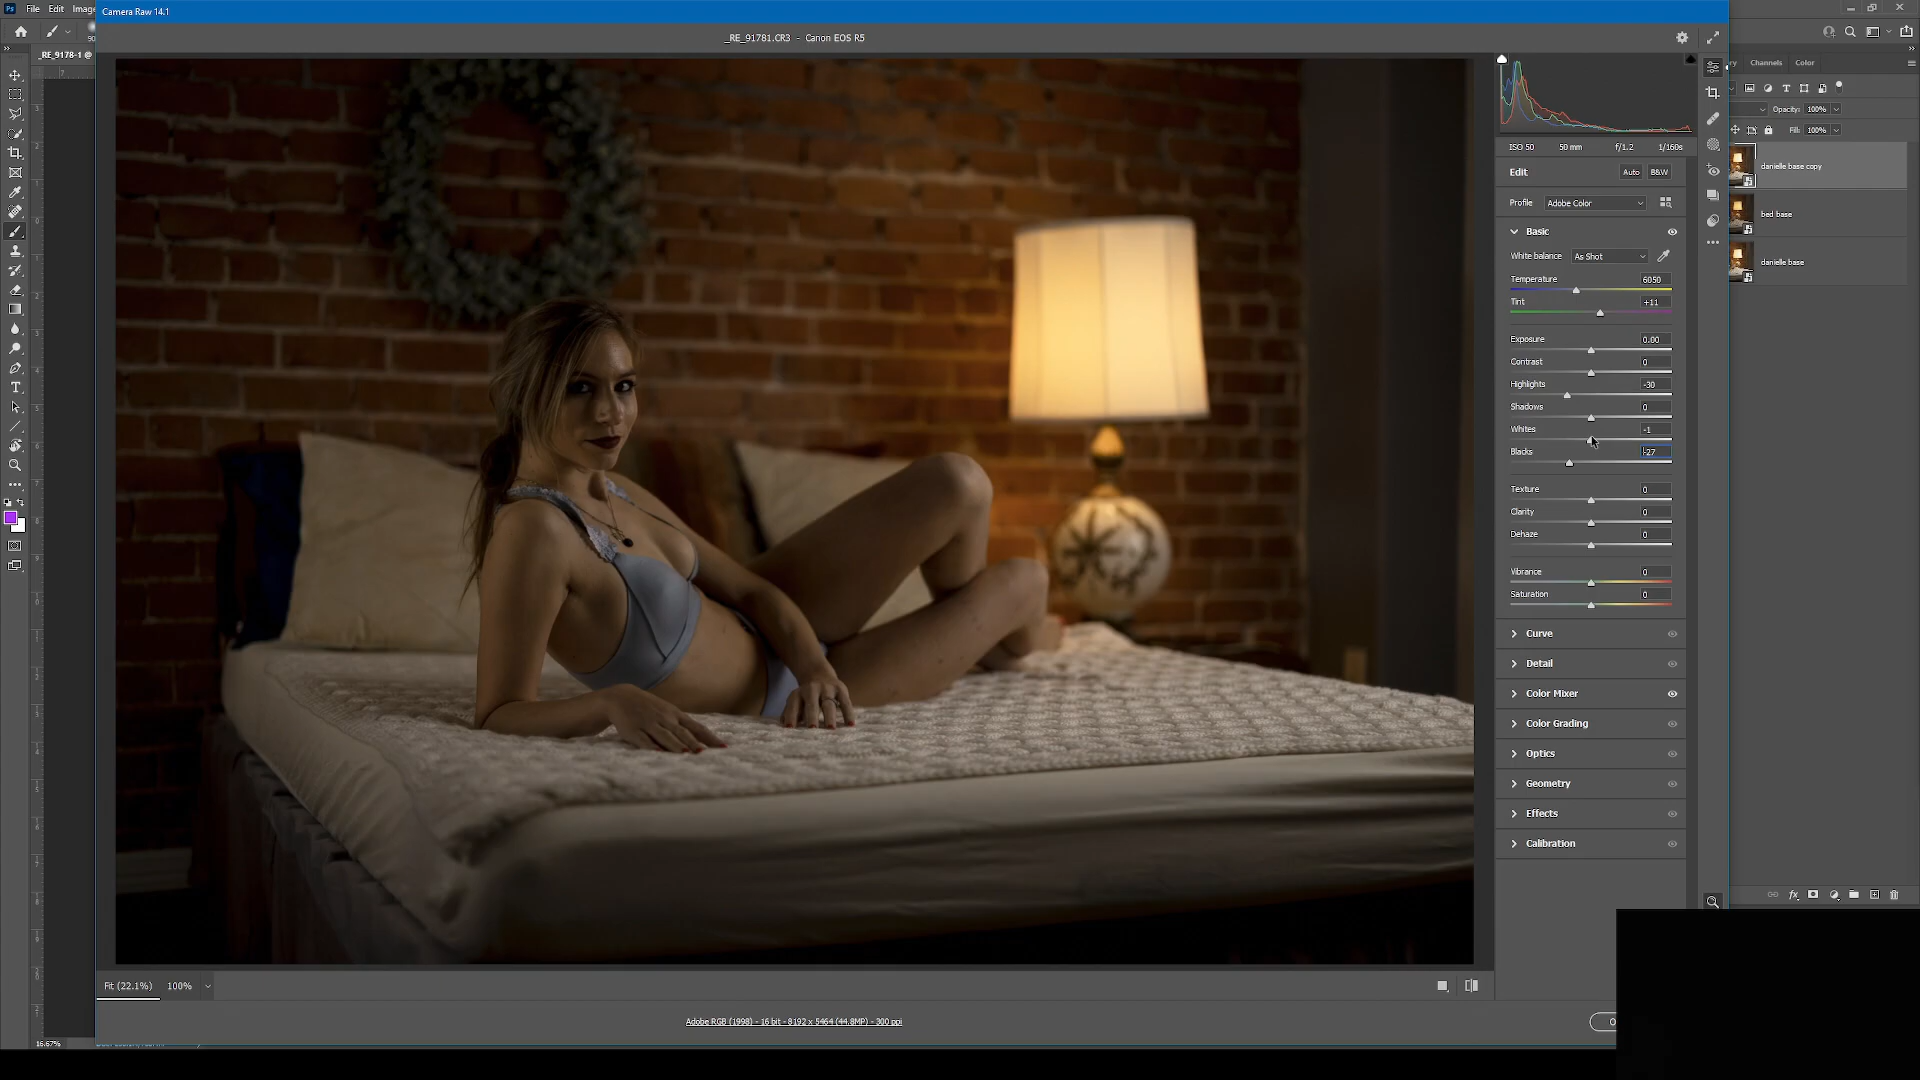 Camera Raw 14.1
File Edit Image
_RE_91781.CR3 - Canon EOS R5
_RE_9178-1 @
Channels Color
ISO 50 50 mm f/1.2 1/160s
Opacity: 100%
Fill: 100%
Edit Auto B&W
danielle base copy
Profile Adobe Color
bed base
Basic
White balance As Shot
danielle base
Temperature 6050
Tint +11
Exposure 0.00
Contrast 0
Highlights -30
Shadows 0
Whites -1
Blacks -27
Texture 0
Clarity 0
Dehaze 0
Vibrance 0
Saturation 0
Curve
Detail
Color Mixer
Color Grading
Optics
Geometry
Effects
Calibration
Fit (22.1%) 100%
Adobe RGB (1998) - 16 bit - 8192 x 5464 (44.8MP) - 300 ppi
16.67%